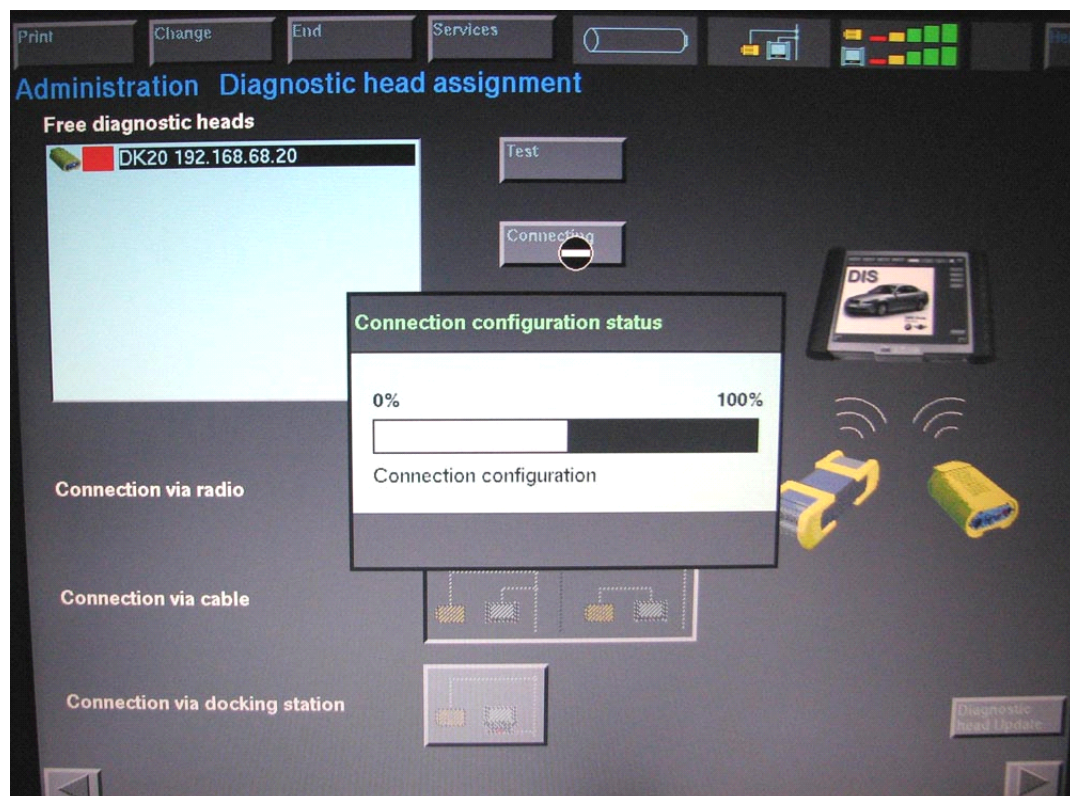 Print
Change
End
Services
He
Administration Diagnostic head assignment
Free diagnostic heads
DK20 192.168.68.20
Test
Connecting
DIS
Connection configuration status
0%
100%
Connection configuration
Connection via radio
Connection via cable
Connection via docking station
Diagnostic
head Update